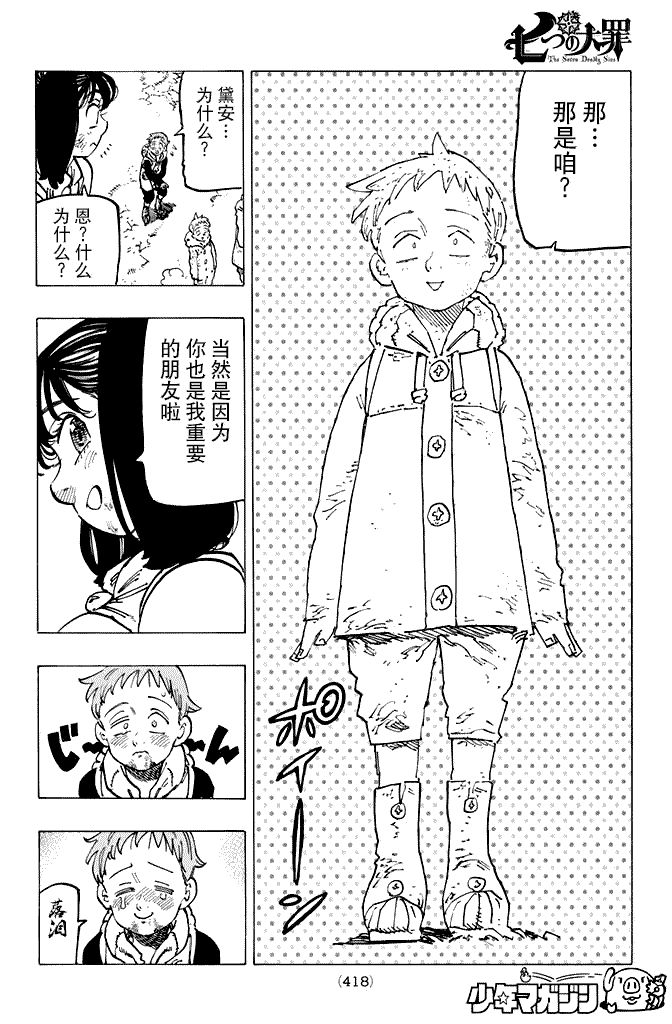 七つの大罪
The Seven Deadly Sins
那…
那是咱?
ポイーン
黛安…
为什么?
恩?什么
为什么?
当然是因为
你也是我重要
的朋友啦
じ~~ん
落泪
(418)
少年マガジン